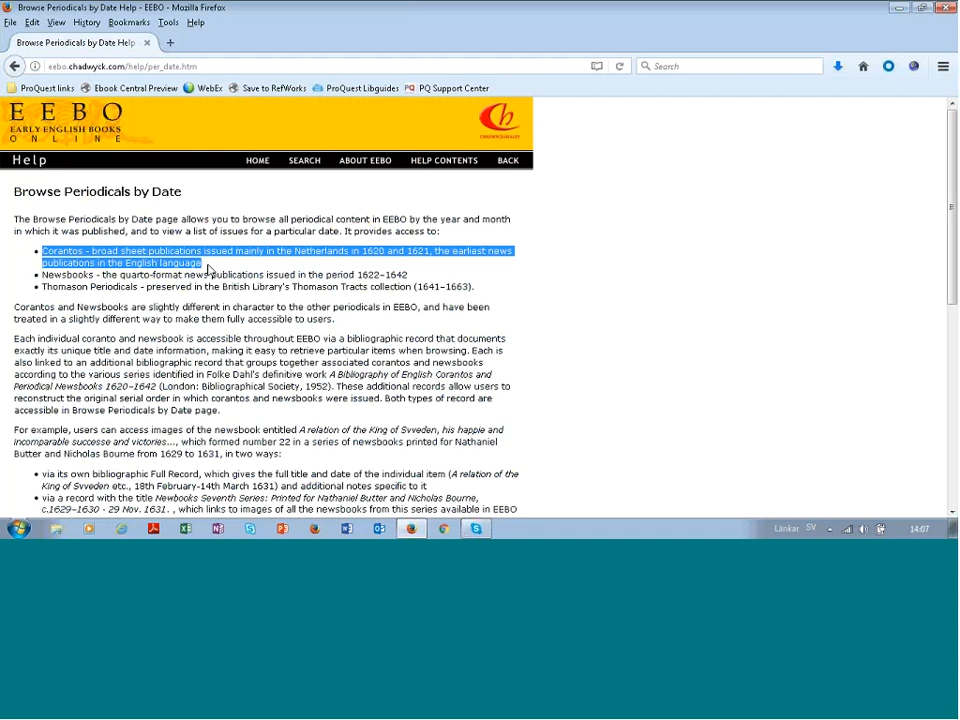 Browse Periodicals by Date Help - EEBO - Mozilla Firefox
File Edit View History Bookmarks Tools Help
Browse Periodicals by Date Help
eebo.chadwyck.com/help/per_date.htm
Search
ProQuest links Ebook Central Preview WebEx Save to RefWorks ProQuest Libguides PQ PQ Support Center
EEBO
EARLY ENGLISH BOOKS
ONLINE
Ch
CHADWYCK-HEALEY
Help HOME SEARCH ABOUT EEBO HELP CONTENTS BACK
Browse Periodicals by Date
The Browse Periodicals by Date page allows you to browse all periodical content in EEBO by the year and month
in which it was published, and to view a list of issues for a particular date. It provides access to:
• Corantos - broad sheet publications issued mainly in the Netherlands in 1620 and 1621, the earliest news
publications in the English language
• Newsbooks - the quarto-format news publications issued in the period 1622-1642
• Thomason Periodicals - preserved in the British Library's Thomason Tracts collection (1641-1663).
Corantos and Newsbooks are slightly different in character to the other periodicals in EEBO, and have been
treated in a slightly different way to make them fully accessible to users.
Each individual coranto and newsbook is accessible throughout EEBO via a bibliographic record that documents
exactly its unique title and date information, making it easy to retrieve particular items when browsing. Each is
also linked to an additional bibliographic record that groups together associated corantos and newsbooks
according to the various series identified in Folke Dahl's definitive work A Bibliography of English Corantos and
Periodical Newsbooks 1620-1642 (London: Bibliographical Society, 1952). These additional records allow users to
reconstruct the original serial order in which corantos and newsbooks were issued. Both types of record are
accessible in Browse Periodicals by Date page.
For example, users can access images of the newsbook entitled A relation of the King of Svveden, his happie and
incomparable successe and victories..., which formed number 22 in a series of newsbooks printed for Nathaniel
Butter and Nicholas Bourne from 1629 to 1631, in two ways:
• via its own bibliographic Full Record, which gives the full title and date of the individual item (A relation of the
King of Svveden etc., 18th February-14th March 1631) and additional notes specific to it
• via a record with the title Newbooks Seventh Series: Printed for Nathaniel Butter and Nicholas Bourne,
c.1629-1630 - 29 Nov. 1631. , which links to images of all the newsbooks from this series available in EEBO
Länkar SV 14:07